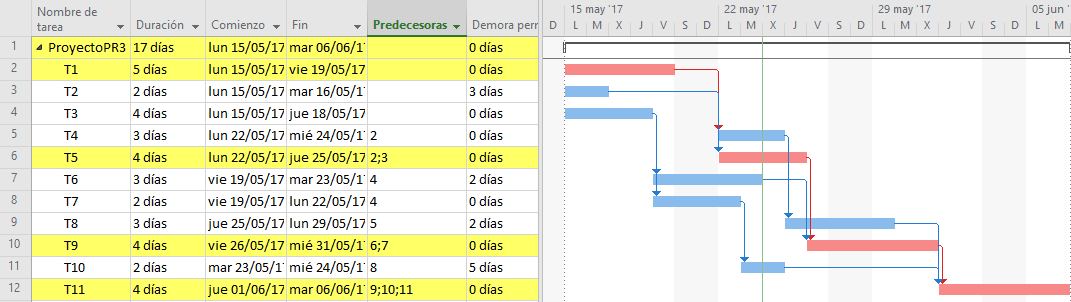 Nombre de tarea Duración Comienzo Fin Predecesoras Demora perr
15 may '17 22 may '17 29 may '17 05 jun '
D L M X J V S D L M X J V S D L M X J V S D L M
1 ProyectoPR3 17 días lun 15/05/17 mar 06/06/1 0 días
2 T1 5 días lun 15/05/17 vie 19/05/17 0 días
3 T2 2 días lun 15/05/17 mar 16/05/1 3 días
4 T3 4 días lun 15/05/17 jue 18/05/17 0 días
5 T4 3 días lun 22/05/17 mié 24/05/1 2 0 días
6 T5 4 días lun 22/05/17 jue 25/05/17 2;3 0 días
7 T6 3 días vie 19/05/17 mar 23/05/1 4 2 días
8 T7 2 días vie 19/05/17 lun 22/05/17 4 0 días
9 T8 3 días jue 25/05/17 lun 29/05/17 5 2 días
10 T9 4 días vie 26/05/17 mié 31/05/1 6;7 0 días
11 T10 2 días mar 23/05/1 mié 24/05/1 8 5 días
12 T11 4 días jue 01/06/17 mar 06/06/1 9;10;11 0 días